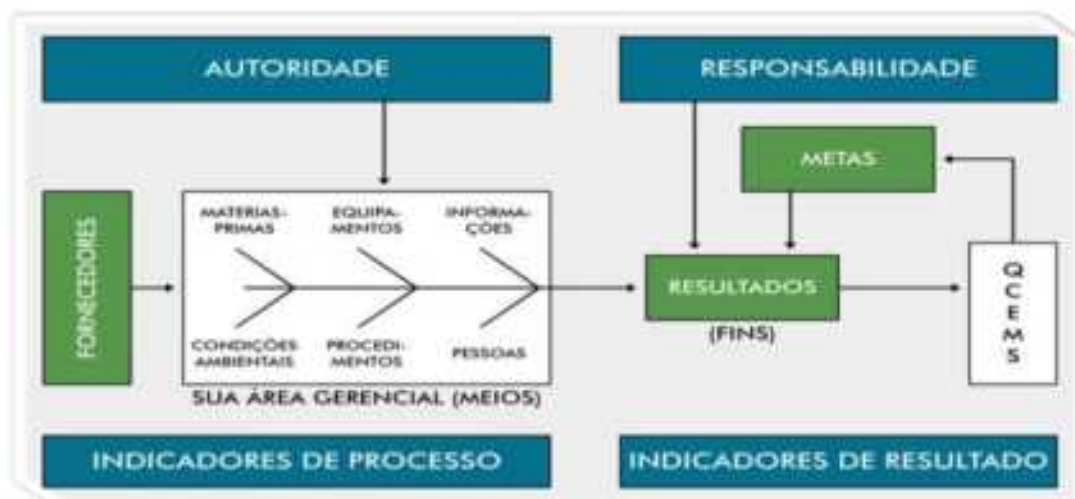 AUTORIDADE
RESPONSABILIDADE
METAS
FORNECEDORES
MATERIAS-
PRIMAS
EQUIPA-
MENTOS
INFORMA-
ÇÕES
CONDIÇÕES
AMBIENTAIS
PROCEDI-
MENTOS
PESSOAS
SUA ÁREA GERENCIAL (MEIOS)
RESULTADOS
(FINS)
Q
C
E
M
S
INDICADORES DE PROCESSO
INDICADORES DE RESULTADO